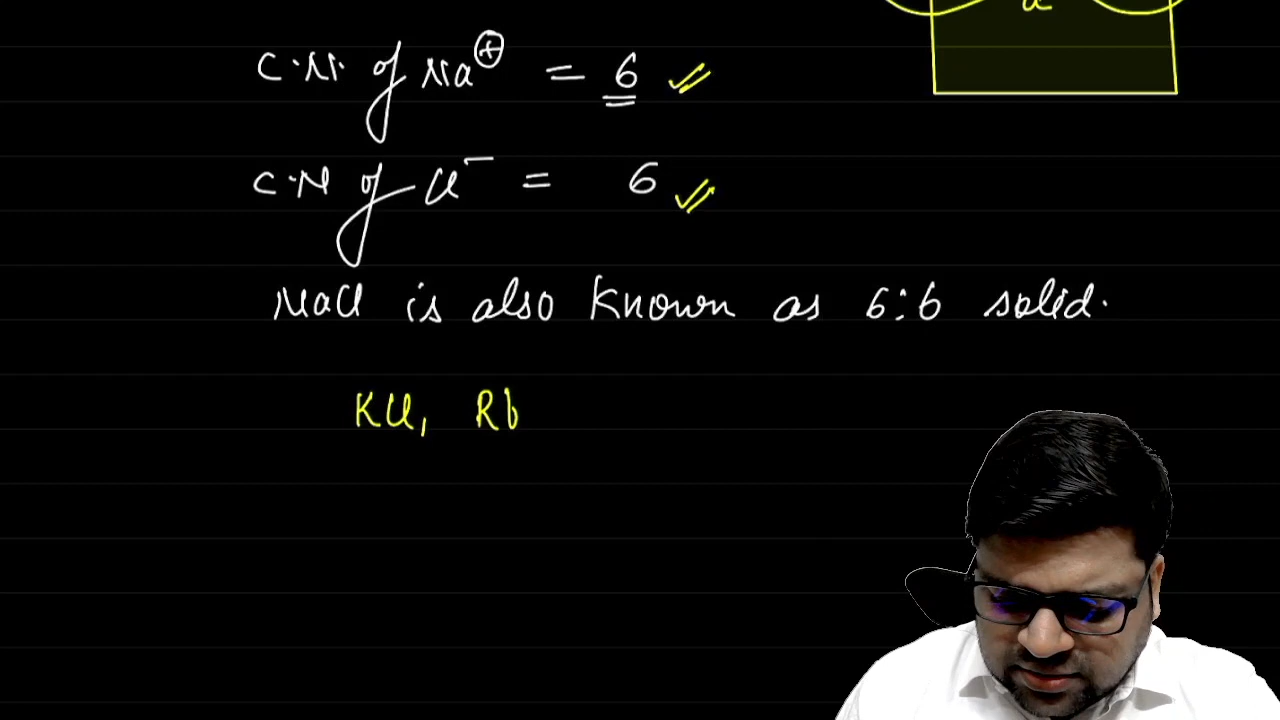 a
C.N. of Na⊕ = 6
C.N of Cl⁻ = 6
NaCl is also known as 6:6 solid.
KCl, Rb